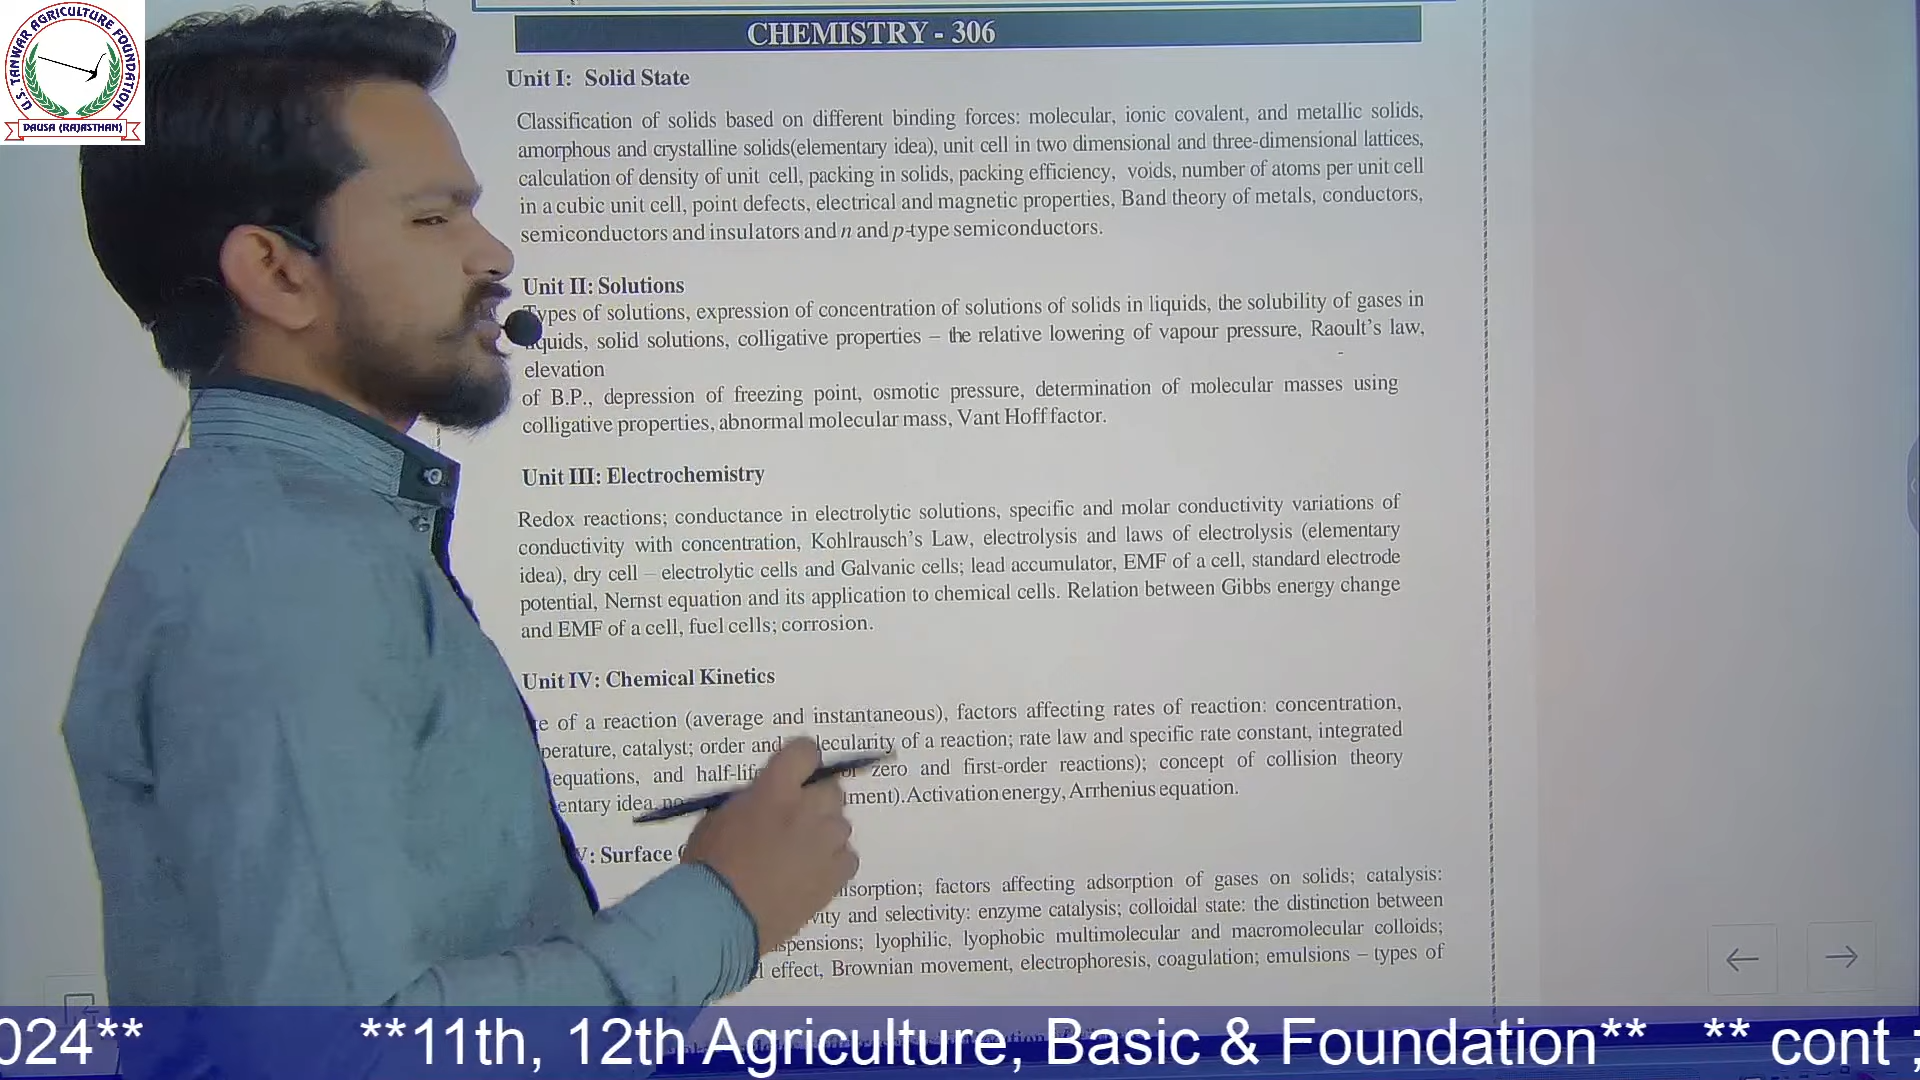 U.S. TANWAR AGRICULTURE FOUNDATION
DAUSA (RAJASTHAN)
CHEMISTRY - 306
Unit I: Solid State
Classification of solids based on different binding forces: molecular, ionic covalent, and metallic solids,
amorphous and crystalline solids(elementary idea), unit cell in two dimensional and three-dimensional lattices,
calculation of density of unit cell, packing in solids, packing efficiency, voids, number of atoms per unit cell
in a cubic unit cell, point defects, electrical and magnetic properties, Band theory of metals, conductors,
semiconductors and insulators and n and p-type semiconductors.
Unit II: Solutions
Types of solutions, expression of concentration of solutions of solids in liquids, the solubility of gases in
liquids, solid solutions, colligative properties – the relative lowering of vapour pressure, Raoult's law,
elevation
of B.P., depression of freezing point, osmotic pressure, determination of molecular masses using
colligative properties, abnormal molecular mass, Vant Hoff factor.
Unit III: Electrochemistry
Redox reactions; conductance in electrolytic solutions, specific and molar conductivity variations of
conductivity with concentration, Kohlrausch's Law, electrolysis and laws of electrolysis (elementary
idea), dry cell – electrolytic cells and Galvanic cells; lead accumulator, EMF of a cell, standard electrode
potential, Nernst equation and its application to chemical cells. Relation between Gibbs energy change
and EMF of a cell, fuel cells; corrosion.
Unit IV: Chemical Kinetics
of a reaction (average and instantaneous), factors affecting rates of reaction: concentration,
perature, catalyst; order and lecularity of a reaction; rate law and specific rate constant, integrated
equations, and half-lif zero and first-order reactions); concept of collision theory
entary idea, no ment). Activation energy, Arrhenius equation.
V: Surface
sorption; factors affecting adsorption of gases on solids; catalysis:
vity and selectivity: enzyme catalysis; colloidal state: the distinction between
spensions; lyophilic, lyophobic multimolecular and macromolecular colloids;
l effect, Brownian movement, electrophoresis, coagulation; emulsions – types of
024** **11th, 12th Agriculture, Basic & Foundation** ** cont ;